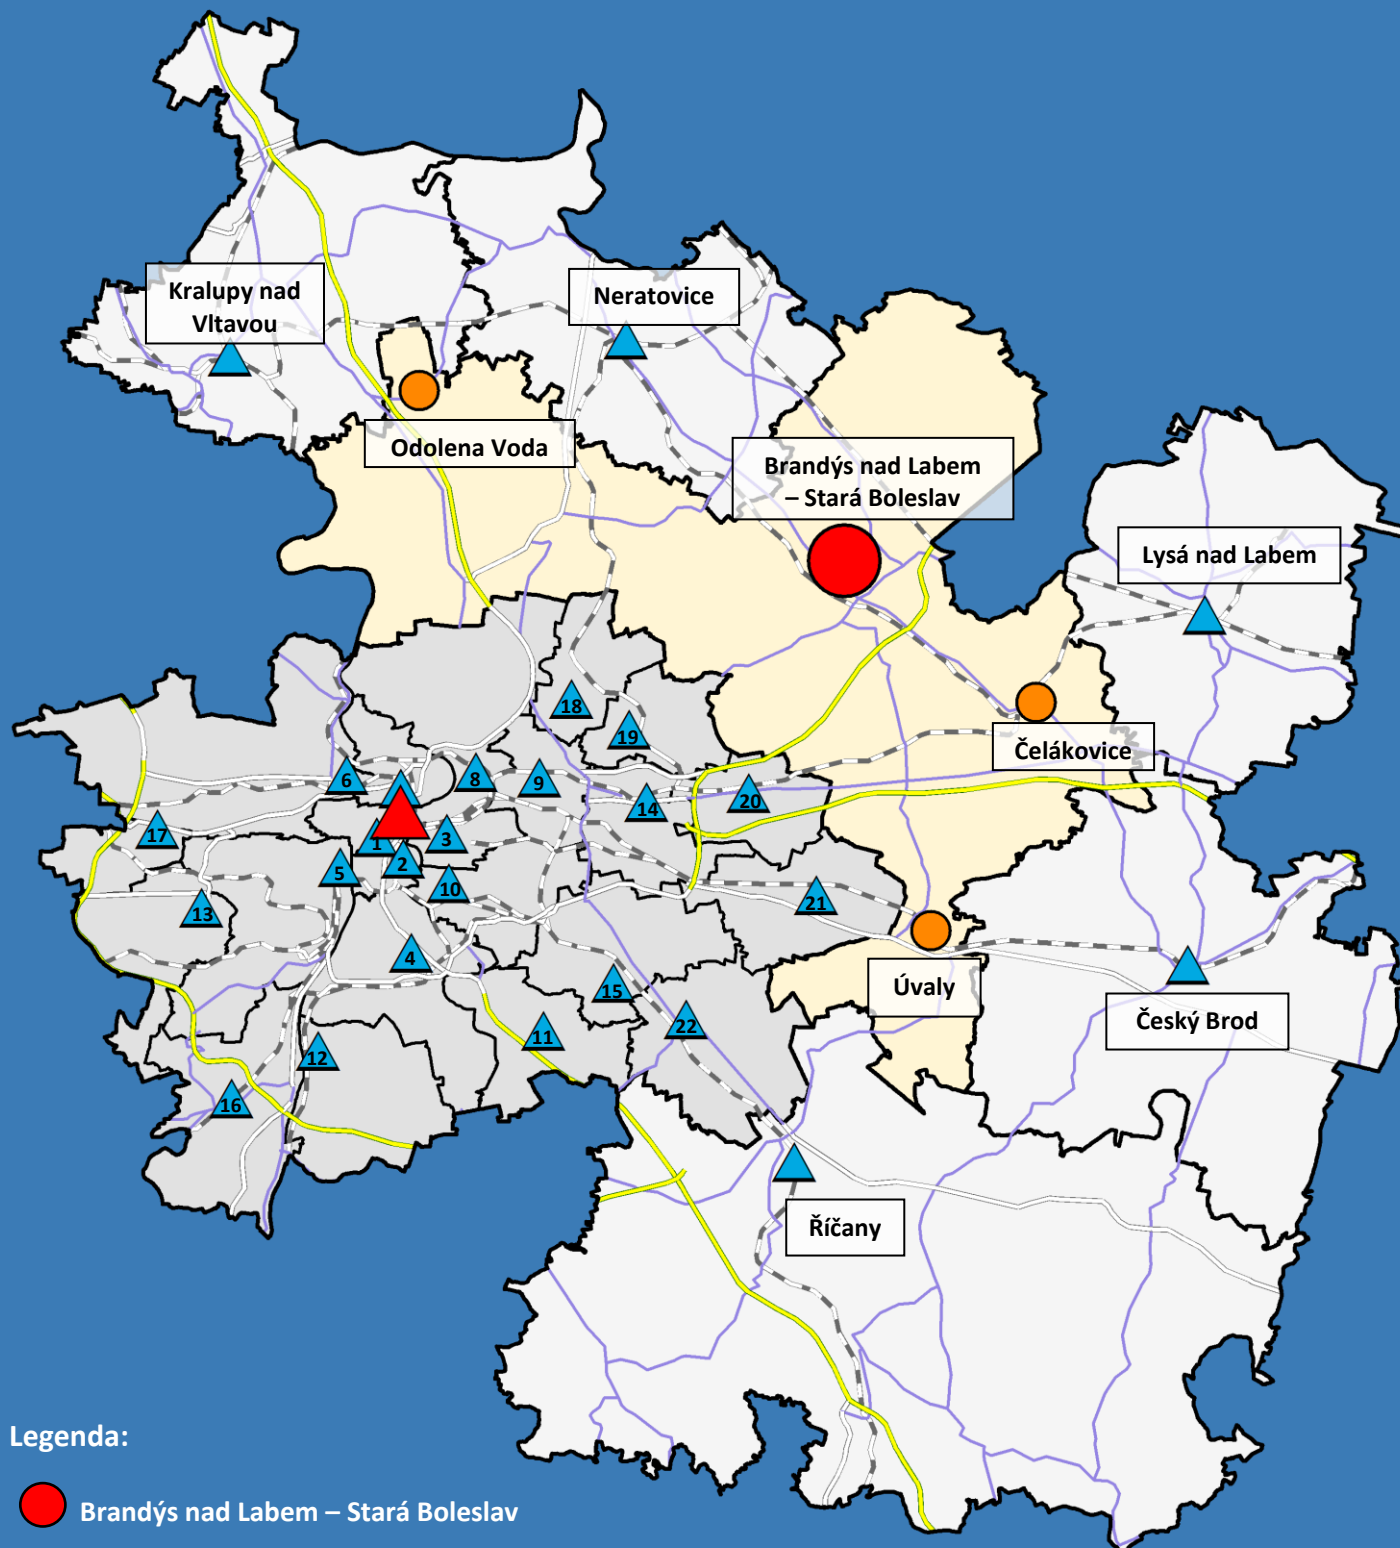 Kralupy nad
Vltavou
Neratovice
Odolena Voda
Brandýs nad Labem
– Stará Boleslav
Lysá nad Labem
Čelákovice
18
19
6
8
9
14
20
17
1
3
5
2
10
13
21
4
Úvaly
Český Brod
15
22
11
12
16
Říčany
Legenda:
Brandýs nad Labem – Stará Boleslav